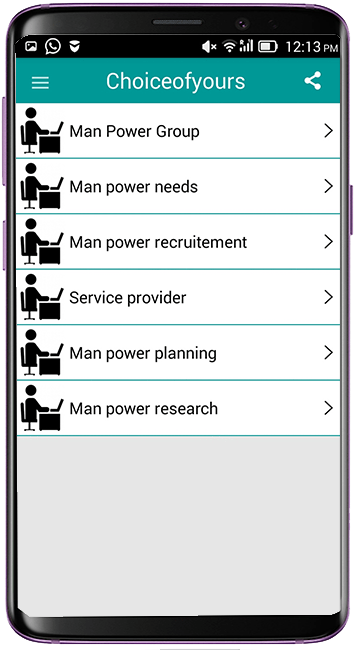 12:13 PM
Choiceofyours
Man Power Group
Man power needs
Man power recruitement
Service provider
Man power planning
Man power research